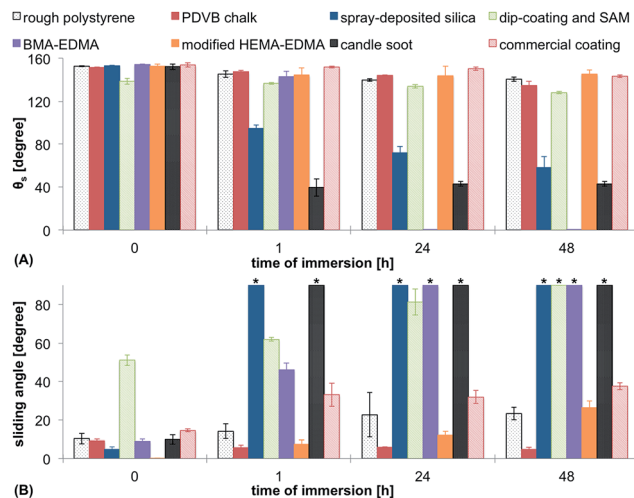 rough polystyrene PDVB chalk spray-deposited silica dip-coating and SAM
BMA-EDMA modified HEMA-EDMA candle soot commercial coating
160
120
80
40
0
θs [degree]
0 1 24 48
(A) time of immersion [h]
* * * * * * * * *
80
60
40
20
0
sliding angle [degree]
0 1 24 48
(B) time of immersion [h]